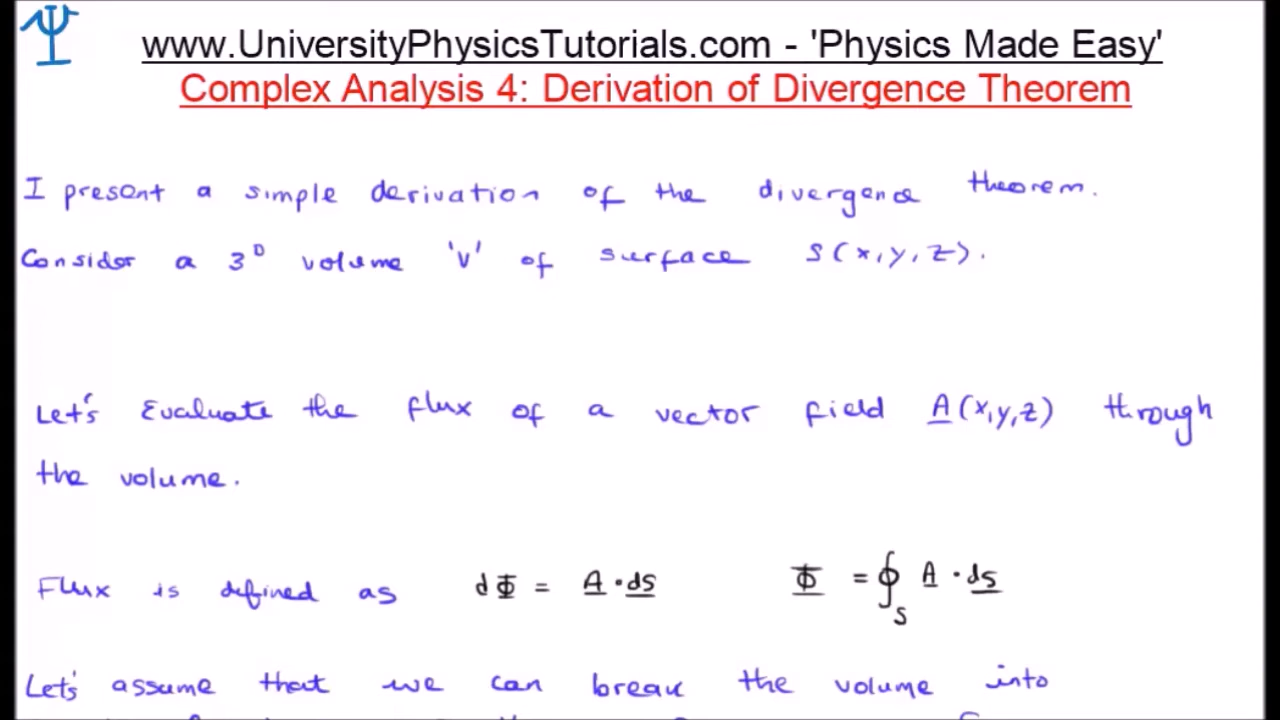 www.UniversityPhysicsTutorials.com - 'Physics Made Easy'
Complex Analysis 4: Derivation of Divergence Theorem
I present a simple derivation of the divergence theorem.
Consider a 3D volume 'v' of surface S(x,y,z).
Let's Evaluate the flux of a vector field A(x,y,z) through
the volume.
Flux is defined as dΦ = A·ds Φ = ∮S A·ds
Let's assume that we can break the volume into